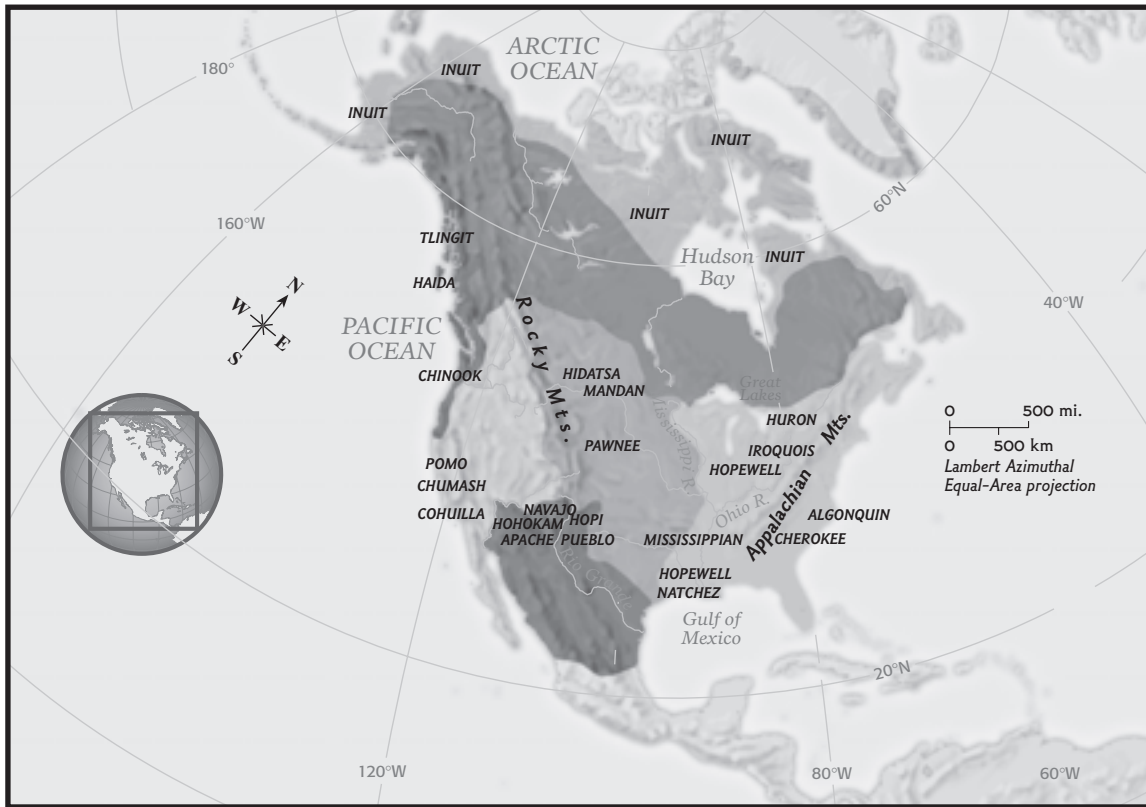 ARCTIC
OCEAN
INUIT
180°
INUIT
INUIT
60°N
160°W
INUIT
TLINGIT
Hudson
Bay
INUIT
HAIDA
N
W
E
S
40°W
PACIFIC
OCEAN
Rocky Mts.
CHINOOK
HIDATSA
MANDAN
Great
Lakes
Mississippi R.
HURON
Appalachian Mts.
0 500 mi.
0 500 km
Lambert Azimuthal
Equal-Area projection
PAWNEE
IROQUOIS
HOPEWELL
POMO
CHUMASH
COHUILLA
NAVAJO
HOHOKAM
HOPI
APACHE
PUEBLO
Ohio R.
ALGONQUIN
MISSISSIPPIAN
CHEROKEE
Rio Grande
HOPEWELL
NATCHEZ
Gulf of
Mexico
20°N
120°W
80°W
60°W